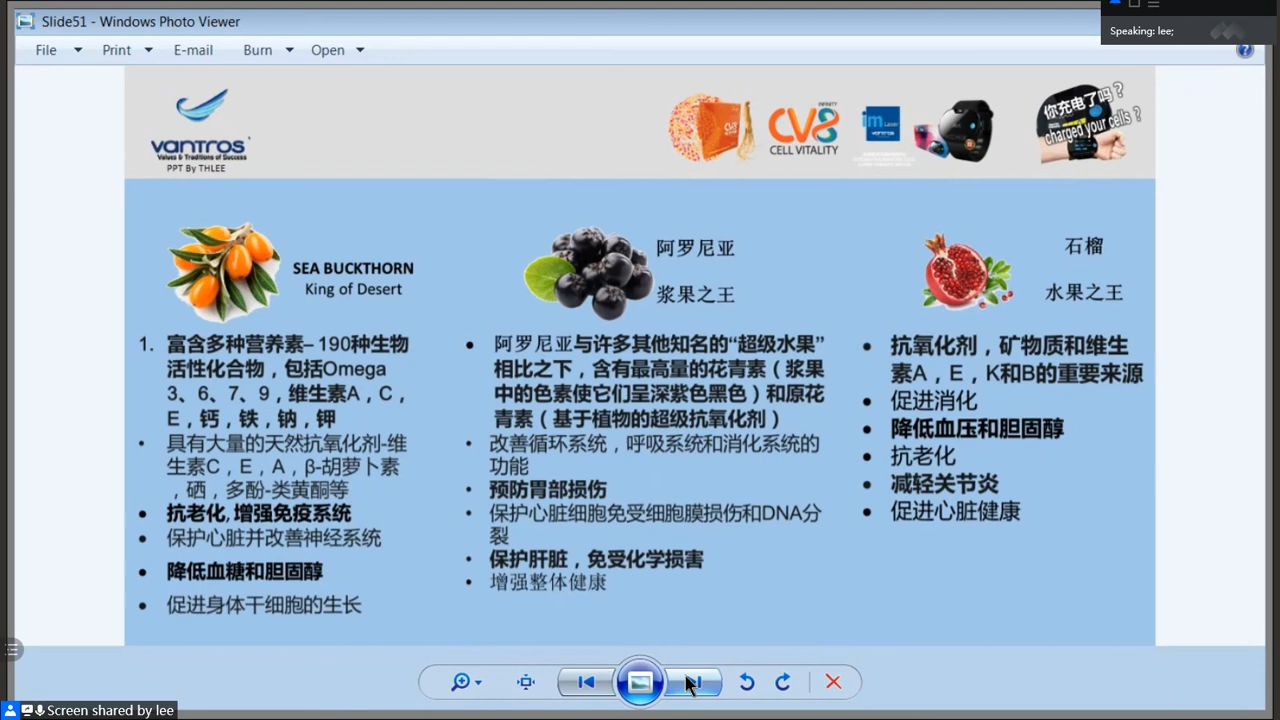 Slide51 - Windows Photo Viewer
Speaking: lee;
File
Print
E-mail
Burn
Open
vantros
Values & Traditions of Success
PPT By THLEE
CV8
INFINITY
CV8
CELL VITALITY
im Laser
vantros
你充电了吗？
charged your cells ?
SEA BUCKTHORN
King of Desert
1. 富含多种营养素– 190种生物
活性化合物，包括Omega
3、6、7、9，维生素A，C，
E，钙，铁，钠，钾
• 具有大量的天然抗氧化剂-维
生素C，E，A，β-胡萝卜素
，硒，多酚-类黄酮等
• 抗老化,增强免疫系统
• 保护心脏并改善神经系统
• 降低血糖和胆固醇
• 促进身体干细胞的生长
阿罗尼亚
浆果之王
• 阿罗尼亚与许多其他知名的“超级水果”
相比之下，含有最高量的花青素（浆果
中的色素使它们呈深紫色黑色）和原花
青素（基于植物的超级抗氧化剂）
• 改善循环系统，呼吸系统和消化系统的
功能
• 预防胃部损伤
• 保护心脏细胞免受细胞膜损伤和DNA分
裂
• 保护肝脏，免受化学损害
• 增强整体健康
石榴
水果之王
• 抗氧化剂，矿物质和维生
素A，E，K和B的重要来源
• 促进消化
• 降低血压和胆固醇
• 抗老化
• 减轻关节炎
• 促进心脏健康
Screen shared by lee